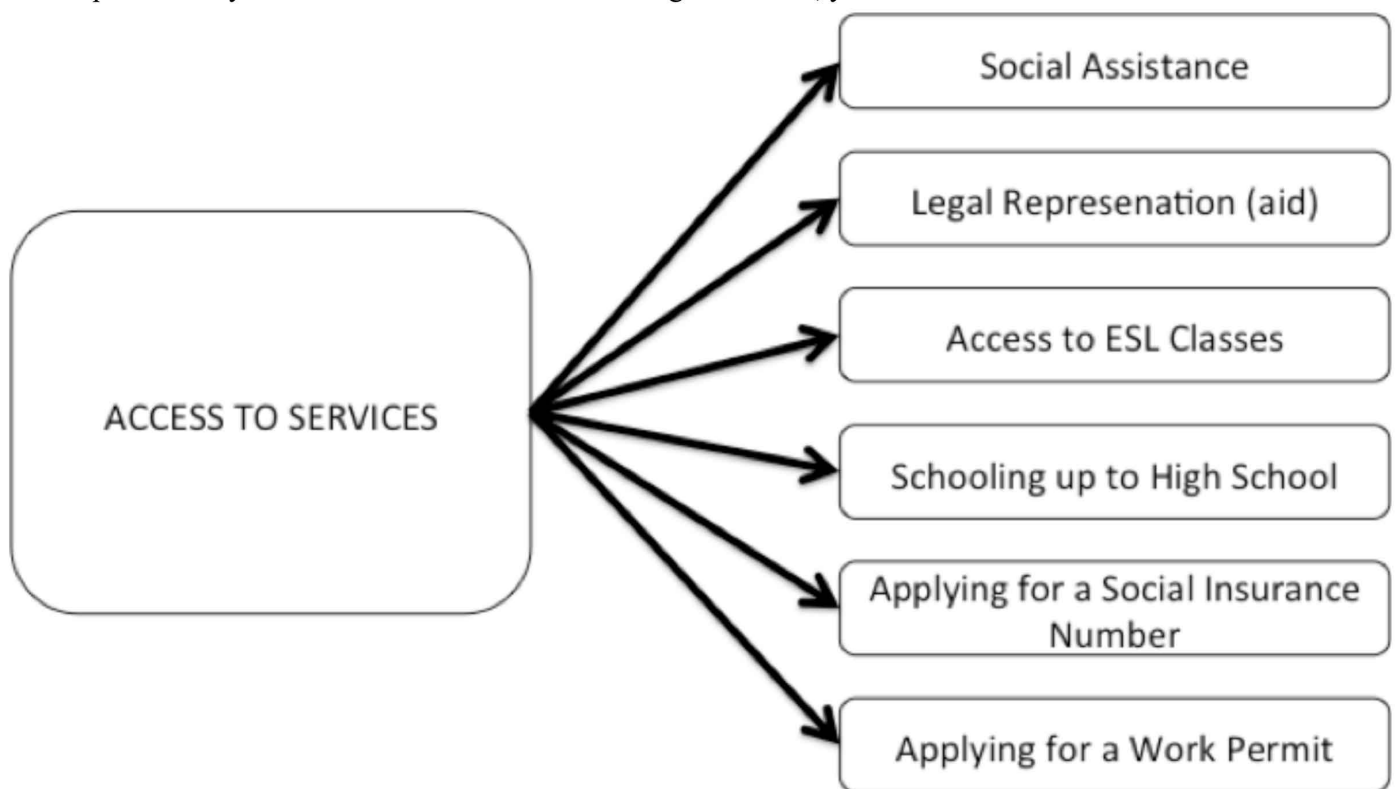 Social Assistance
Legal Represenation (aid)
Access to ESL Classes
ACCESS TO SERVICES
Schooling up to High School
Applying for a Social Insurance
Number
Applying for a Work Permit